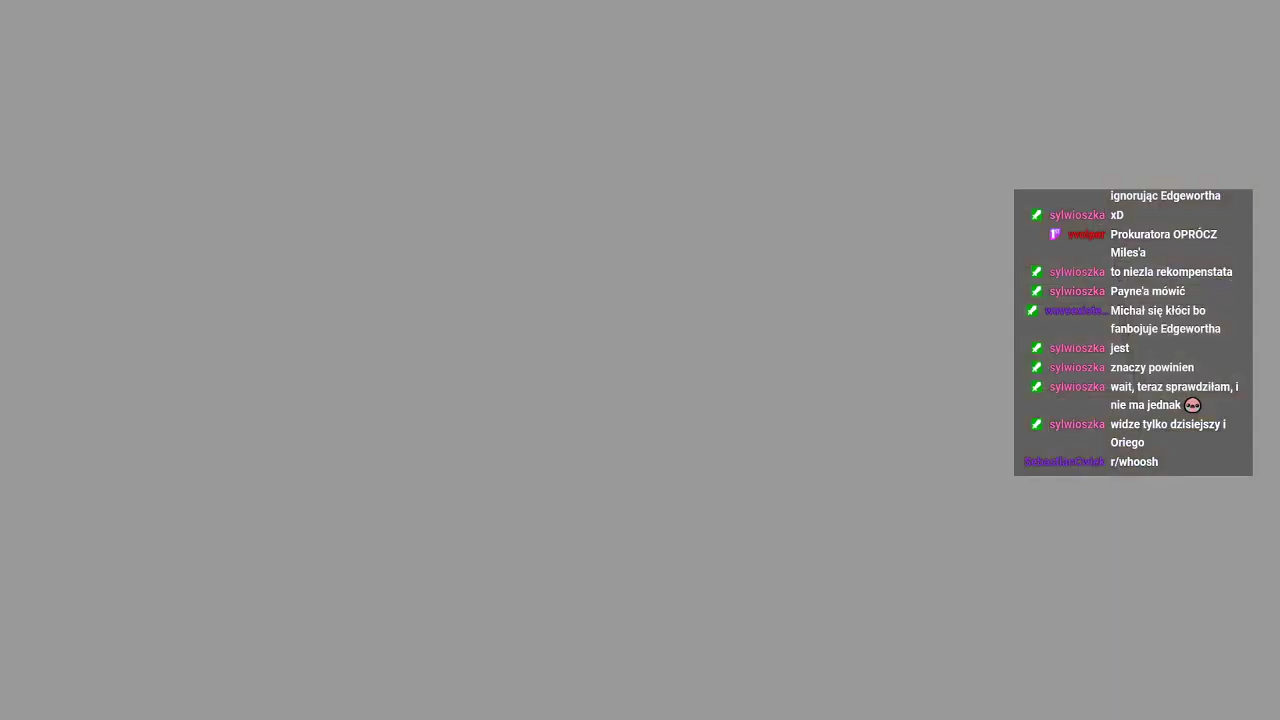 ignorując Edgewortha
sylwioszka xD
Prokuratora OPRÓCZ
Miles'a
sylwioszka to niezla rekompenstata
sylwioszka Payne'a mówić
Michał się kłóci bo
fanbojuje Edgewortha
sylwioszka jest
sylwioszka znaczy powinien
sylwioszka wait, teraz sprawdziłam, i
nie ma jednak
sylwioszka widze tylko dzisiejszy i
Oriego
r/whoosh